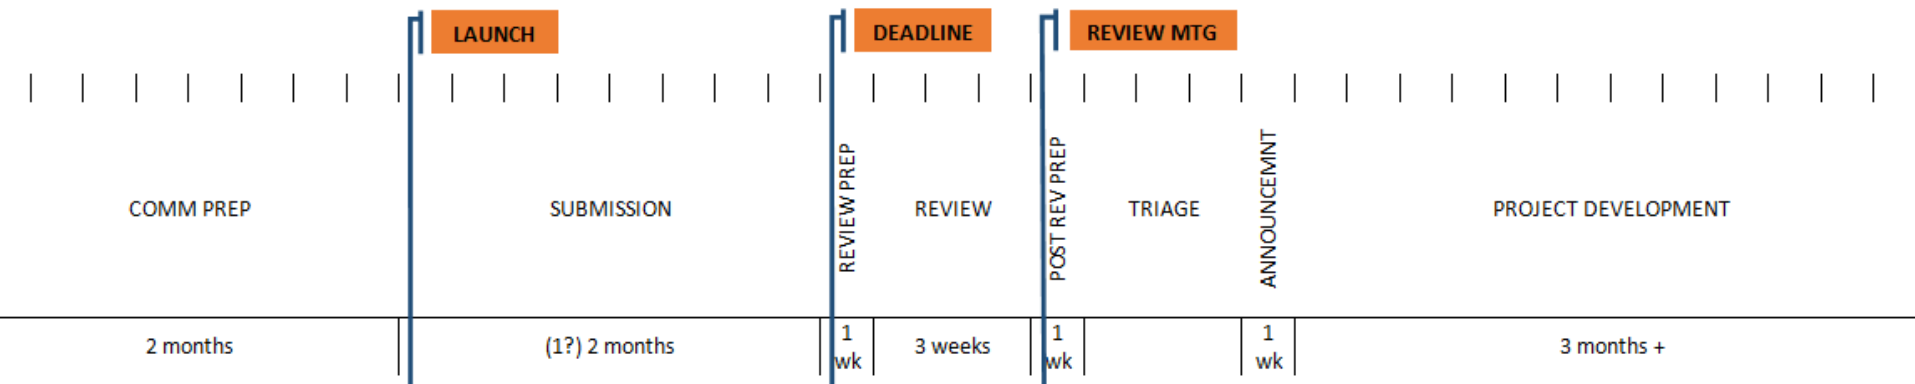 LAUNCH
DEADLINE
REVIEW MTG
COMM PREP
SUBMISSION
REVIEW PREP
REVIEW
POST REV PREP
TRIAGE
ANNOUNCEMNT
PROJECT DEVELOPMENT
2 months
(1?) 2 months
1
wk
3 weeks
1
wk
1
wk
3 months +